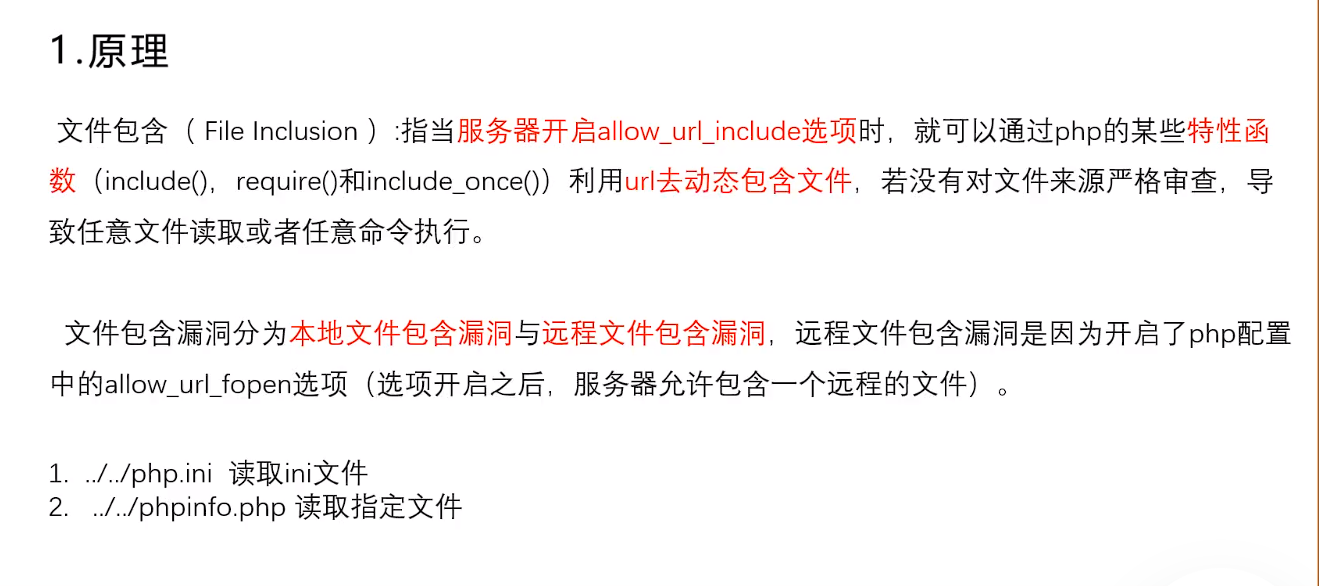 1.原理
文件包含（ File Inclusion ）:指当服务器开启allow_url_include选项时，就可以通过php的某些特性函
数（include()，require()和include_once()）利用url去动态包含文件，若没有对文件来源严格审查，导
致任意文件读取或者任意命令执行。
文件包含漏洞分为本地文件包含漏洞与远程文件包含漏洞，远程文件包含漏洞是因为开启了php配置
中的allow_url_fopen选项（选项开启之后，服务器允许包含一个远程的文件）。
1. ../../php.ini 读取ini文件
2. ../../phpinfo.php 读取指定文件